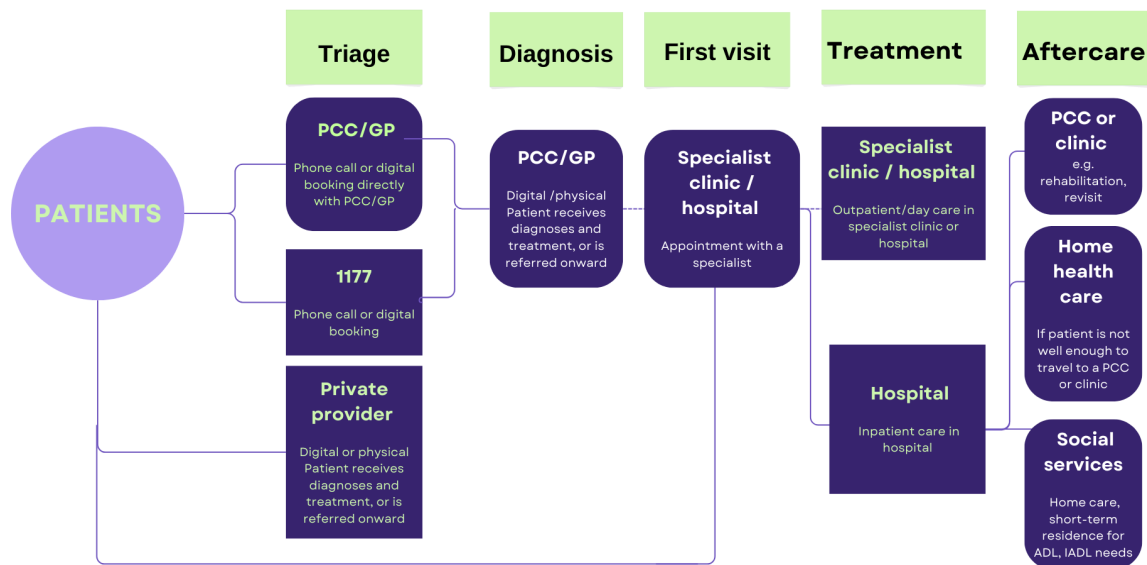 Triage
Diagnosis
First visit
Treatment
Aftercare
PATIENTS
PCC/GP
Phone call or digital
booking directly
with PCC/GP
1177
Phone call or digital
booking
Private
provider
Digital or physical
Patient receives
diagnoses and
treatment, or is
referred onward
PCC/GP
Digital /physical
Patient receives
diagnoses and
treatment, or is
referred onward
Specialist
clinic /
hospital
Appointment with a
specialist
Specialist
clinic / hospital
Outpatient/day care in
specialist clinic or
hospital
Hospital
Inpatient care in
hospital
PCC or
clinic
e.g.
rehabilitation,
revisit
Home
health
care
If patient is not
well enough to
travel to a PCC
or clinic
Social
services
Home care,
short-term
residence for
ADL, IADL needs